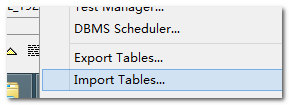 Test Manager...
DBMS Scheduler...
Export Tables...
Import Tables...